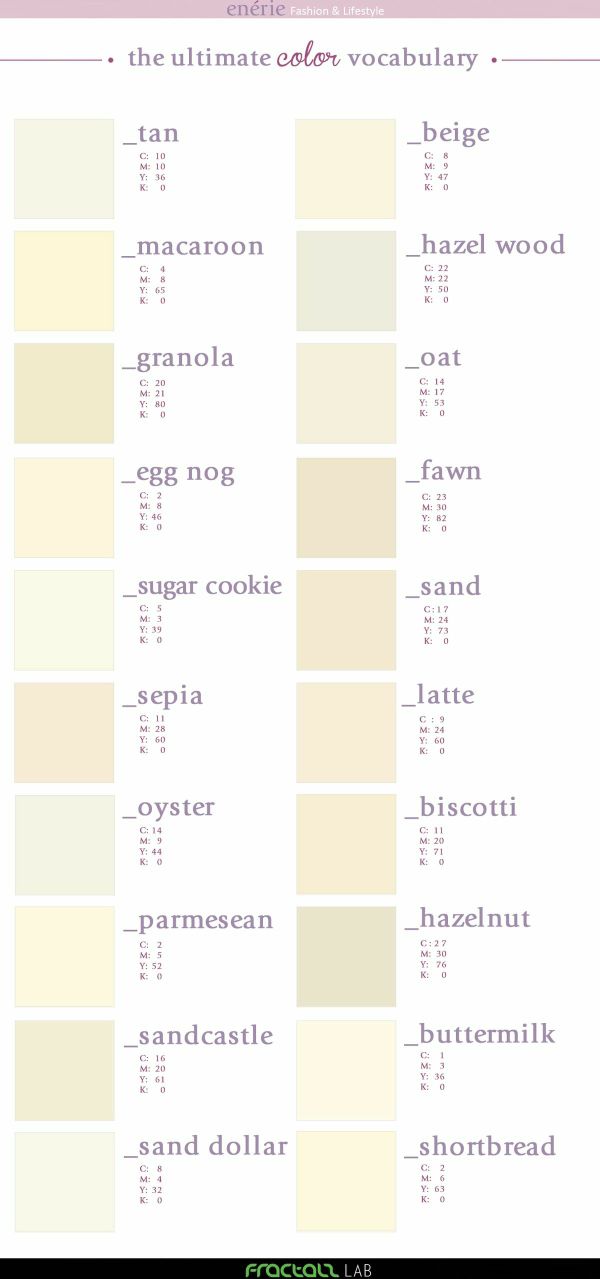 enérie Fashion & Lifestyle
the ultimate color vocabulary
_tan
C: 10
M: 10
Y: 36
K: 0
_beige
C: 8
M: 9
Y: 47
K: 0
_macaroon
C: 4
M: 8
Y: 65
K: 0
_hazel wood
C: 22
M: 22
Y: 50
K: 0
_granola
C: 20
M: 21
Y: 80
K: 0
_oat
C: 14
M: 17
Y: 53
K: 0
_egg nog
C: 2
M: 8
Y: 46
K: 0
_fawn
C: 23
M: 30
Y: 82
K: 0
_sugar cookie
C: 5
M: 3
Y: 39
K: 0
_sand
C: 17
M: 24
Y: 73
K: 0
_sepia
C: 11
M: 28
Y: 60
K: 0
_latte
C : 9
M: 24
Y: 60
K: 0
_oyster
C: 14
M: 9
Y: 44
K: 0
_biscotti
C: 11
M: 20
Y: 71
K: 0
_parmesean
C: 2
M: 5
Y: 52
K: 0
_hazelnut
C : 27
M: 30
Y: 76
K: 0
_sandcastle
C: 16
M: 20
Y: 61
K: 0
_buttermilk
C: 1
M: 3
Y: 36
K: 0
_sand dollar
C: 8
M: 4
Y: 32
K: 0
_shortbread
C: 2
M: 6
Y: 63
K: 0
fractall LAB